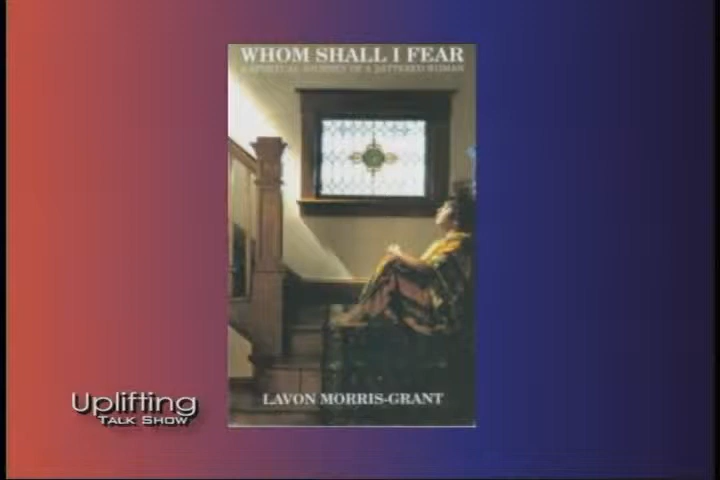 WHOM SHALL I FEAR
A SPIRITUAL JOURNEY OF A BATTERED WOMAN
LAVON MORRIS-GRANT
Uplifting
TALK SHOW